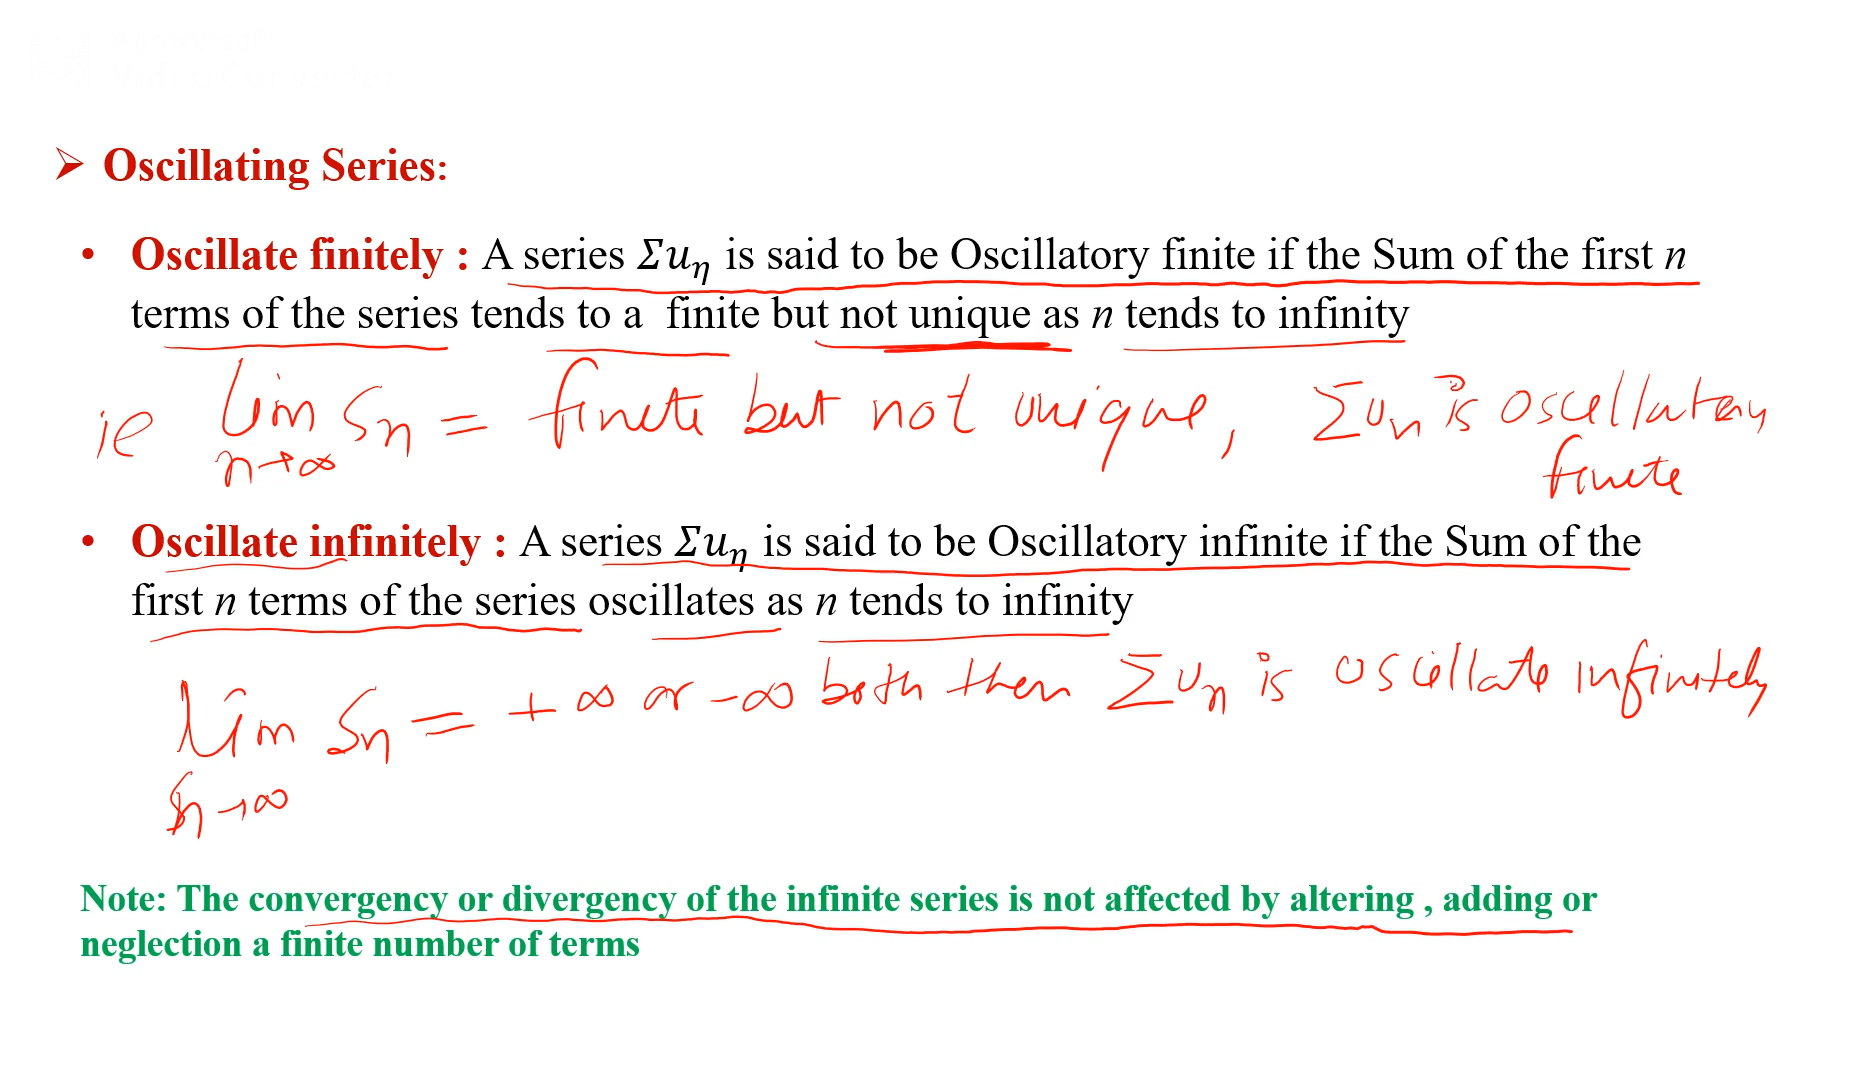 ➢ Oscillating Series:
• Oscillate finitely : A series Σu_η is said to be Oscillatory finite if the Sum of the first n
terms of the series tends to a finite but not unique as n tends to infinity
ie lim Sn = finite but not unique, Σun is oscillatory
n→∞
finite
• Oscillate infinitely : A series Σu_η is said to be Oscillatory infinite if the Sum of the
first n terms of the series oscillates as n tends to infinity
lim Sn = +∞ or -∞ both then Σun is oscillate infinitely
n→∞
Note: The convergency or divergency of the infinite series is not affected by altering , adding or
neglection a finite number of terms